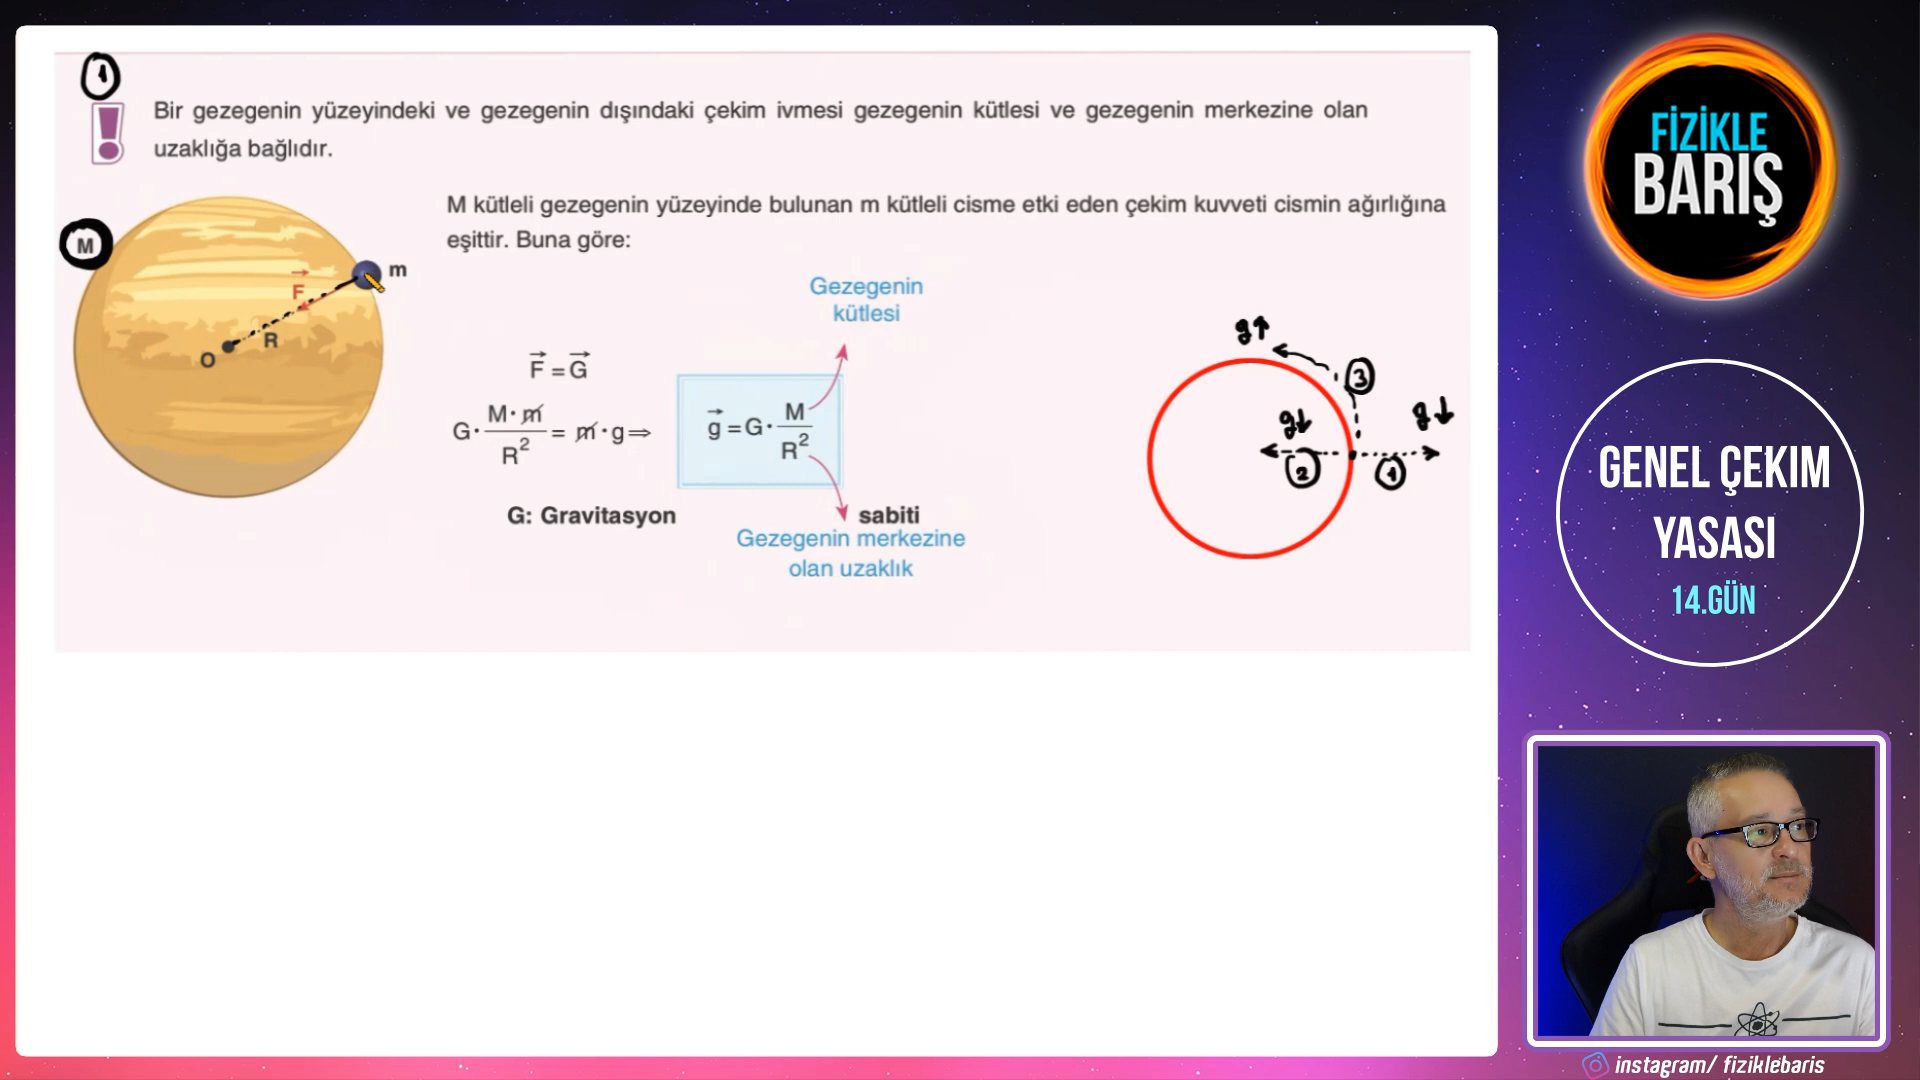 1
Bir gezegenin yüzeyindeki ve gezegenin dışındaki çekim ivmesi gezegenin kütlesi ve gezegenin merkezine olan
uzaklığa bağlıdır.
M
m
F
R
O
M kütleli gezegenin yüzeyinde bulunan m kütleli cisme etki eden çekim kuvveti cismin ağırlığına
eşittir. Buna göre:
Gezegenin
kütlesi
F⃗ = G⃗
G · M · m / R² = m · g ⇒
g⃗ = G · M / R²
G: Gravitasyon sabiti
Gezegenin merkezine
olan uzaklık
g↑
3
g↓
g↓
2
1
FİZİKLE
BARIŞ
GENEL ÇEKİM
YASASI
14.GÜN
instagram/ fiziklebaris